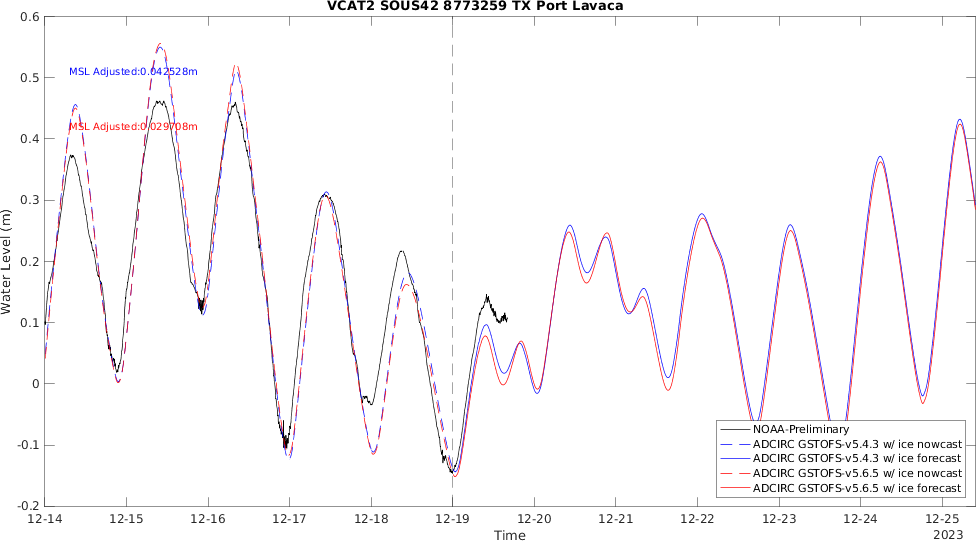 VCAT2 SOUS42 8773259 TX Port Lavaca
0.6
0.5
0.4
0.3
0.2
0.1
0
-0.1
-0.2
Water Level (m)
MSL Adjusted:0.042528m
MSL Adjusted:0.029708m
NOAA-Preliminary
ADCIRC GSTOFS-v5.4.3 w/ ice nowcast
ADCIRC GSTOFS-v5.4.3 w/ ice forecast
ADCIRC GSTOFS-v5.6.5 w/ ice nowcast
ADCIRC GSTOFS-v5.6.5 w/ ice forecast
12-14 12-15 12-16 12-17 12-18 12-19 12-20 12-21 12-22 12-23 12-24 12-25
Time
2023